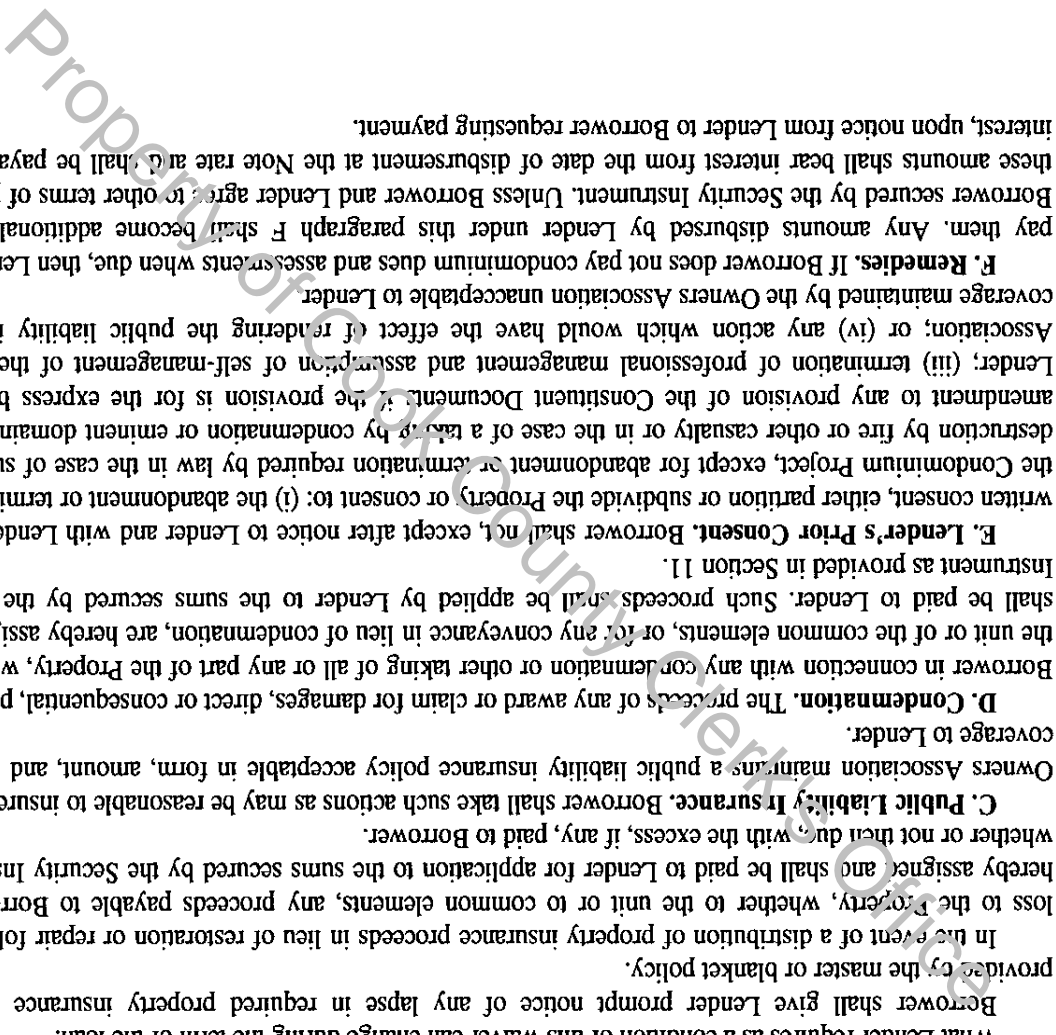 What Lender requires as a condition of this waiver can change during the term of the loan.
Borrower shall give Lender prompt notice of any lapse in required property insurance
provided by the master or blanket policy.
In the event of a distribution of property insurance proceeds in lieu of restoration or repair fol
loss to the Property, whether to the unit or to common elements, any proceeds payable to Borr
hereby assigned and shall be paid to Lender for application to the sums secured by the Security Ins
whether or not then due, with the excess, if any, paid to Borrower.
C. Public Liability Insurance. Borrower shall take such actions as may be reasonable to insure
Owners Association maintains a public liability insurance policy acceptable in form, amount, and
coverage to Lender.
D. Condemnation. The proceeds of any award or claim for damages, direct or consequential, p
Borrower in connection with any condemnation or other taking of all or any part of the Property, w
the unit or of the common elements, or for any conveyance in lieu of condemnation, are hereby assi
shall be paid to Lender. Such proceeds shall be applied by Lender to the sums secured by the
Instrument as provided in Section 11.
E. Lender's Prior Consent. Borrower shall not, except after notice to Lender and with Lende
written consent, either partition or subdivide the Property or consent to: (i) the abandonment or termi
the Condominium Project, except for abandonment or termination required by law in the case of su
destruction by fire or other casualty or in the case of a taking by condemnation or eminent domain
amendment to any provision of the Constituent Documents if the provision is for the express b
Lender; (iii) termination of professional management and assumption of self-management of the
Association; or (iv) any action which would have the effect of rendering the public liability i
coverage maintained by the Owners Association unacceptable to Lender.
F. Remedies. If Borrower does not pay condominium dues and assessments when due, then Len
pay them. Any amounts disbursed by Lender under this paragraph F shall become additional
Borrower secured by the Security Instrument. Unless Borrower and Lender agree to other terms of
these amounts shall bear interest from the date of disbursement at the Note rate and shall be paya
interest, upon notice from Lender to Borrower requesting payment.
Property of Cook County Clerk's Office